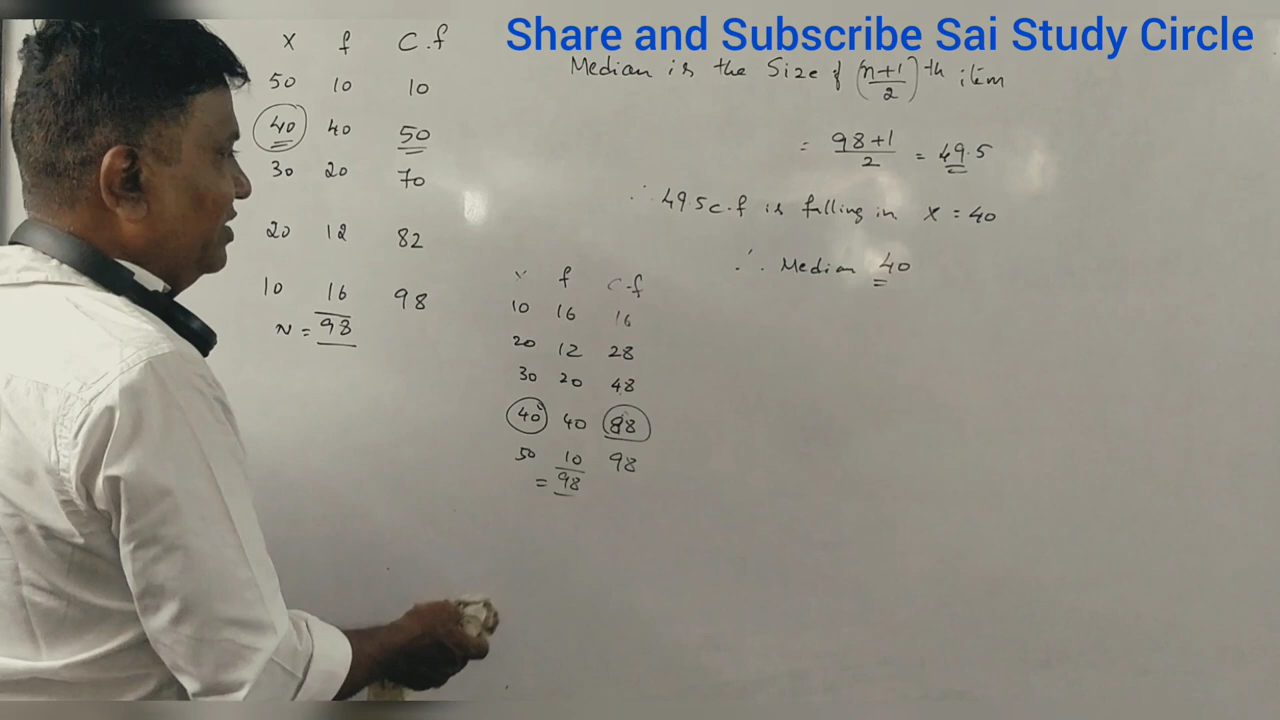 Share and Subscribe Sai Study Circle
x f C.f
50 10 10
40 40 50
30 20 70
20 12 82
10 16 98
N = 98
Median is the Size of (n+1/2)th item
= 98+1/2 = 49.5
∴ 49.5 c.f is falling in x = 40
∴ Median 40
x f C.f
10 16 16
20 12 28
30 20 48
40 40 88
50 10 98
= 98